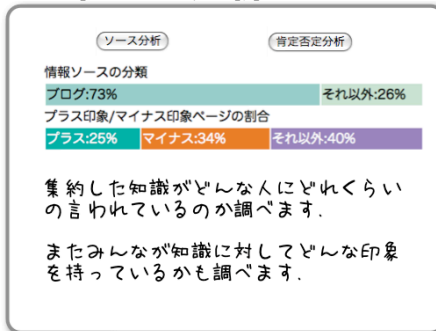 ソース分析 肯定否定分析
情報ソースの分類
ブログ:73% それ以外:26%
プラス印象/マイナス印象ページの割合
プラス:25% マイナス:34% それ以外:40%
集約した知識がどんな人にどれくらい
の言われているのか調べます.
またみんなが知識に対してどんな印象
を持っているかも調べます.